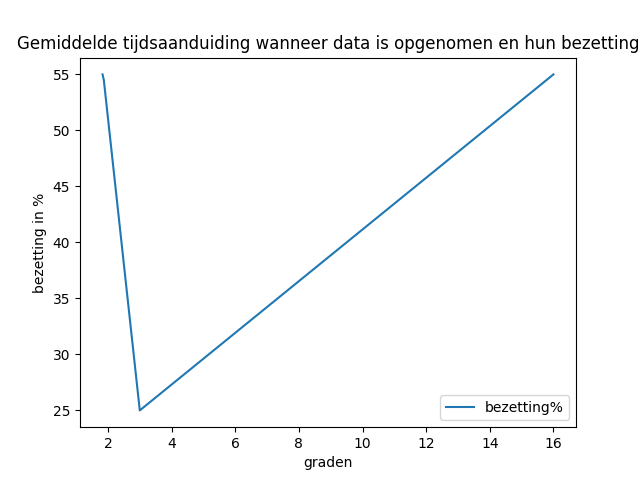 Gemiddelde tijdsaanduiding wanneer data is opgenomen en hun bezetting
55
50
45
40
35
30
25
bezetting in %
bezetting%
2 4 6 8 10 12 14 16
graden